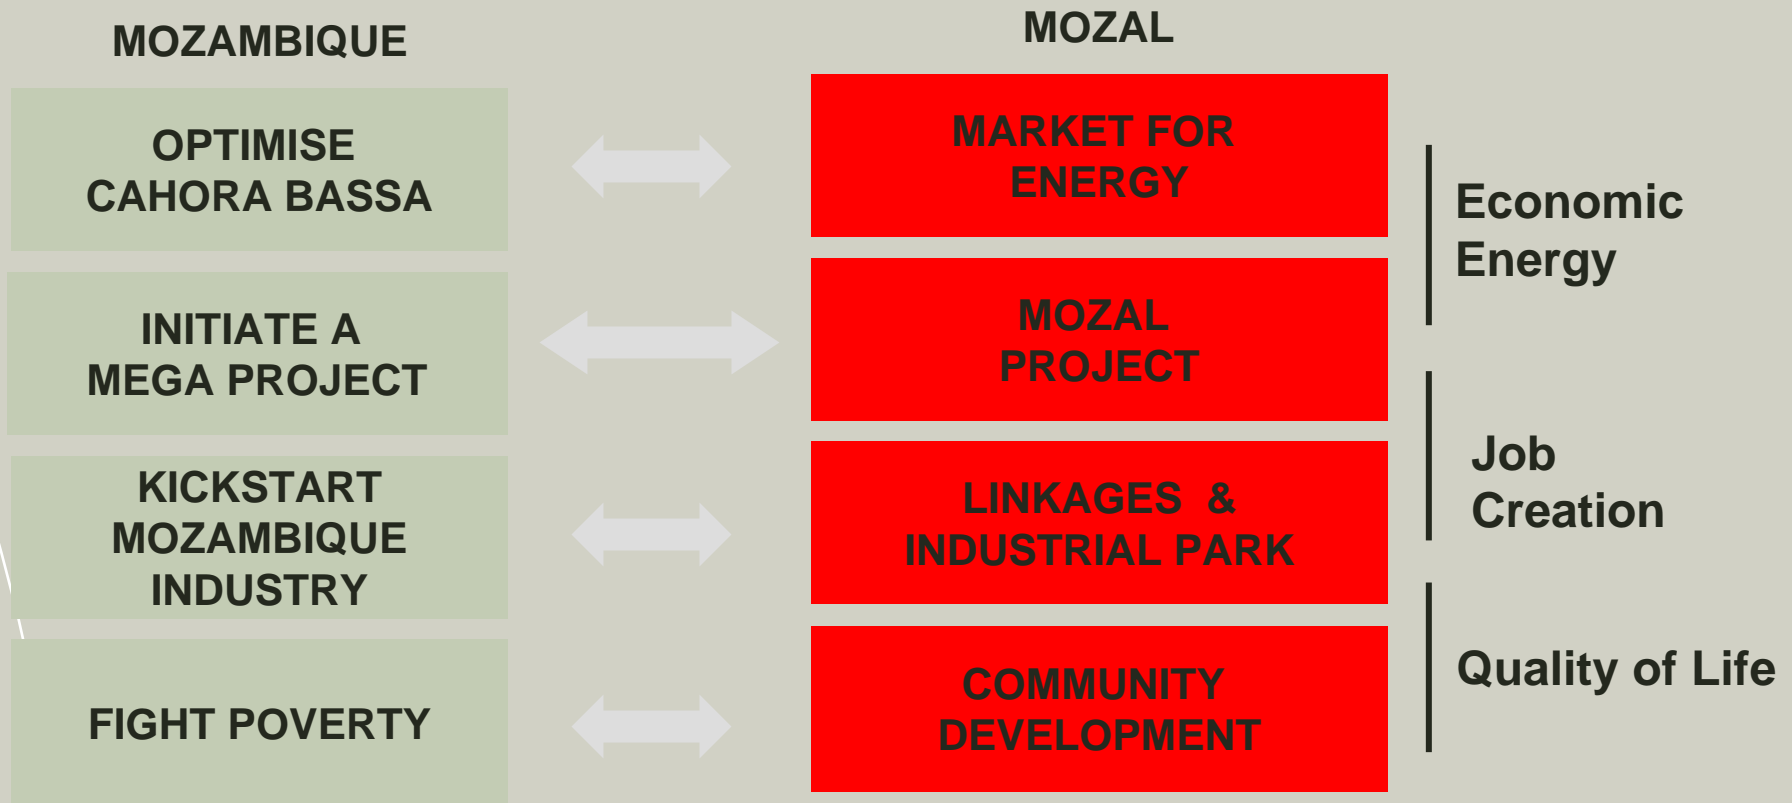 MOZAMBIQUE
MOZAL
OPTIMISE
CAHORA BASSA
MARKET FOR
ENERGY
Economic
Energy
INITIATE A
MEGA PROJECT
MOZAL
PROJECT
Job
Creation
KICKSTART
MOZAMBIQUE
INDUSTRY
LINKAGES &
INDUSTRIAL PARK
Quality of Life
FIGHT POVERTY
COMMUNITY
DEVELOPMENT